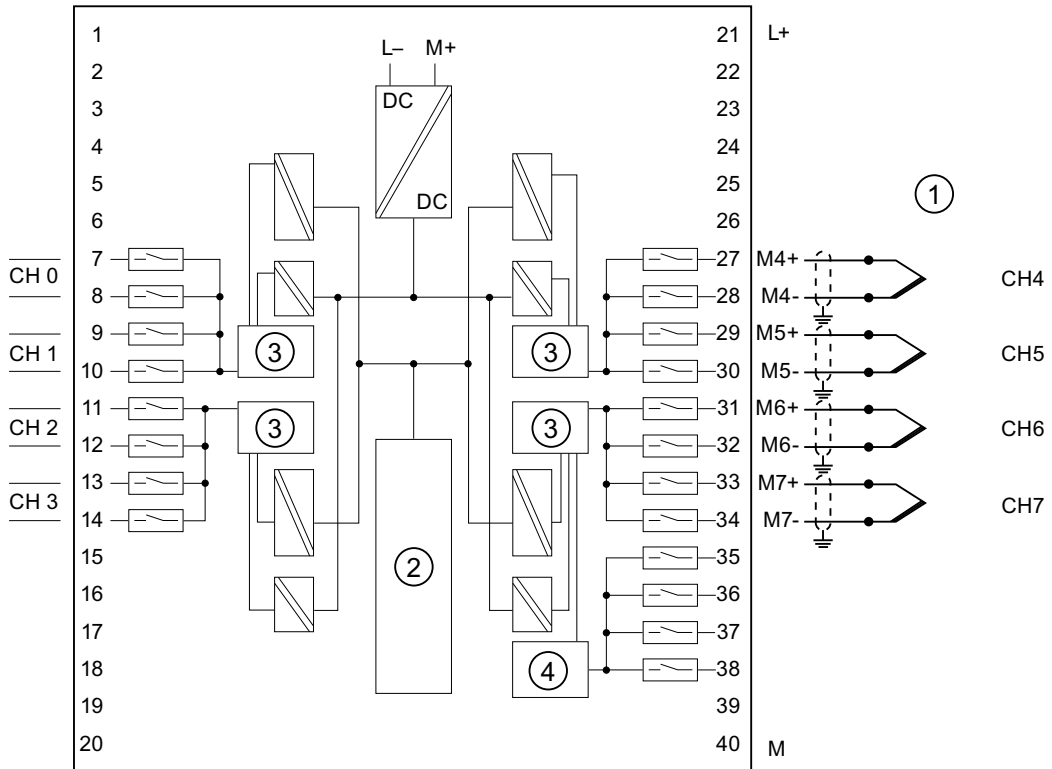 1 21 L+
L– M+
2 22
3 DC 23
4 24
5 25 ①
DC
6 26
7 27 M4+
CH 0 CH4
8 28 M4-
9 29 M5+
CH 1 ③ ③ CH5
10 30 M5-
11 31 M6+
CH 2 ③ ③ CH6
12 32 M6-
13 33 M7+
CH 3 CH7
14 34 M7-
15 ② 35
16 36
17 37
18 ④ 38
19 39
20 40 M